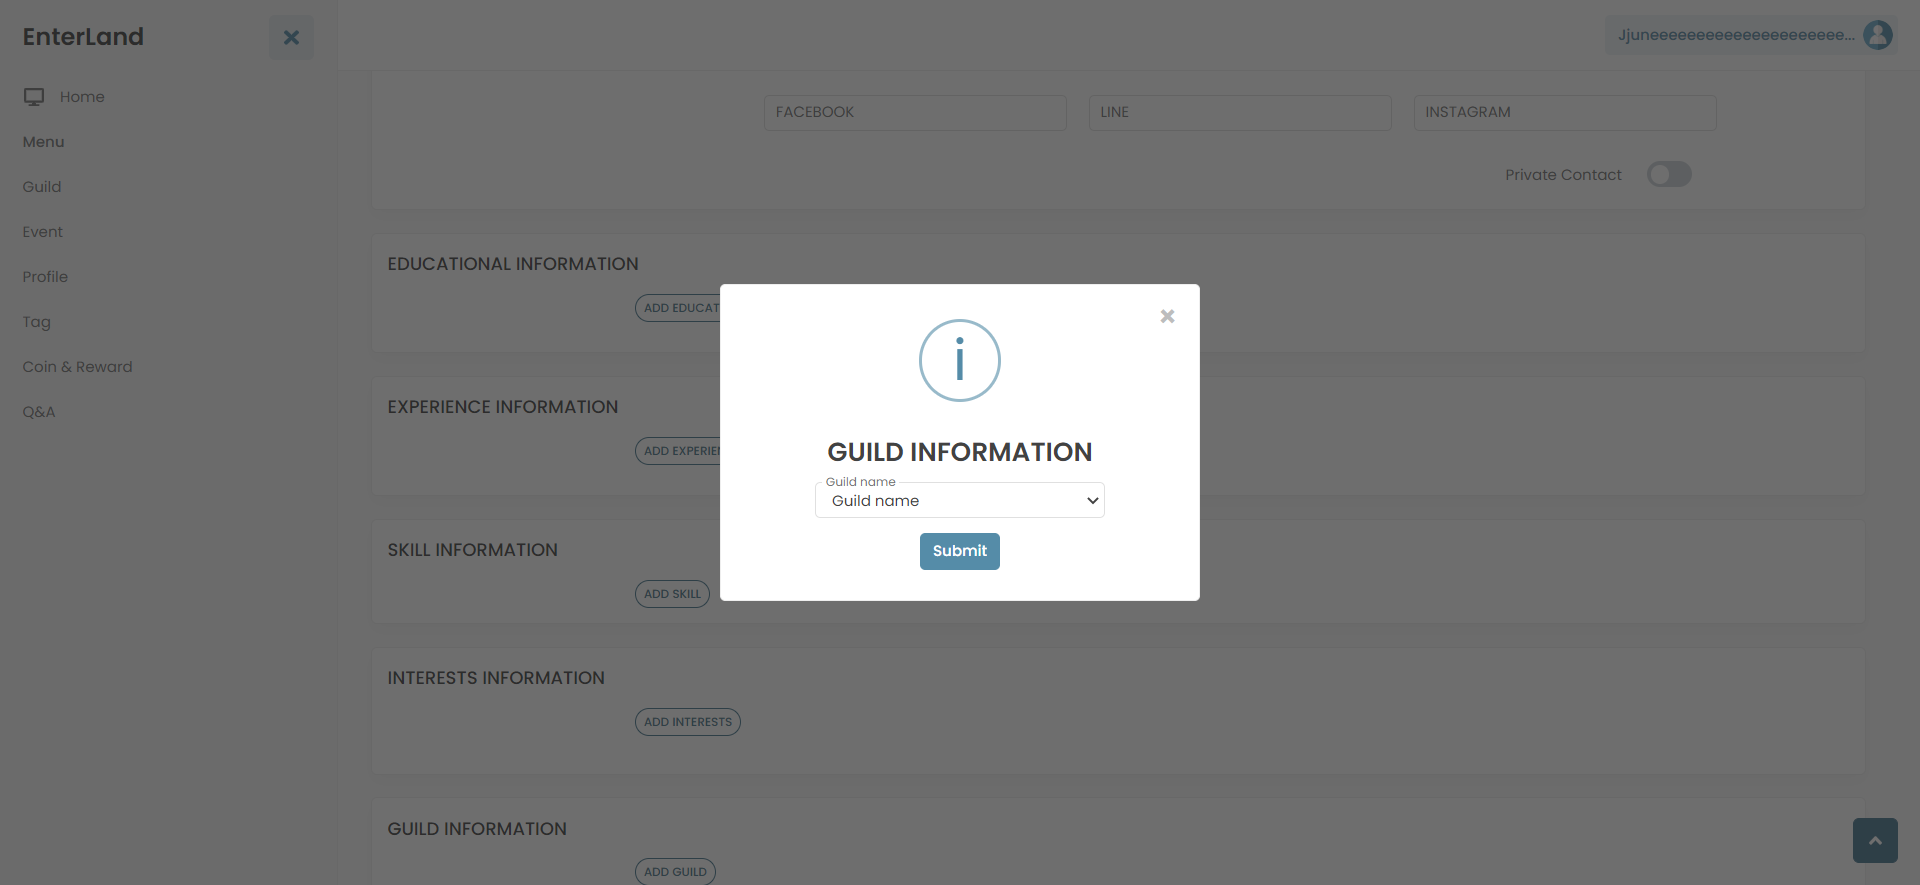 EnterLand
Jjuneeeeeeeeeeeeeeeeeeeee...
Home
Menu
Guild
Event
Profile
Tag
Coin & Reward
Q&A
FACEBOOK
LINE
INSTAGRAM
Private Contact
EDUCATIONAL INFORMATION
ADD EDUCAT
EXPERIENCE INFORMATION
ADD EXPERIEN
SKILL INFORMATION
ADD SKILL
INTERESTS INFORMATION
ADD INTERESTS
GUILD INFORMATION
ADD GUILD
i
GUILD INFORMATION
Guild name
Guild name
Submit